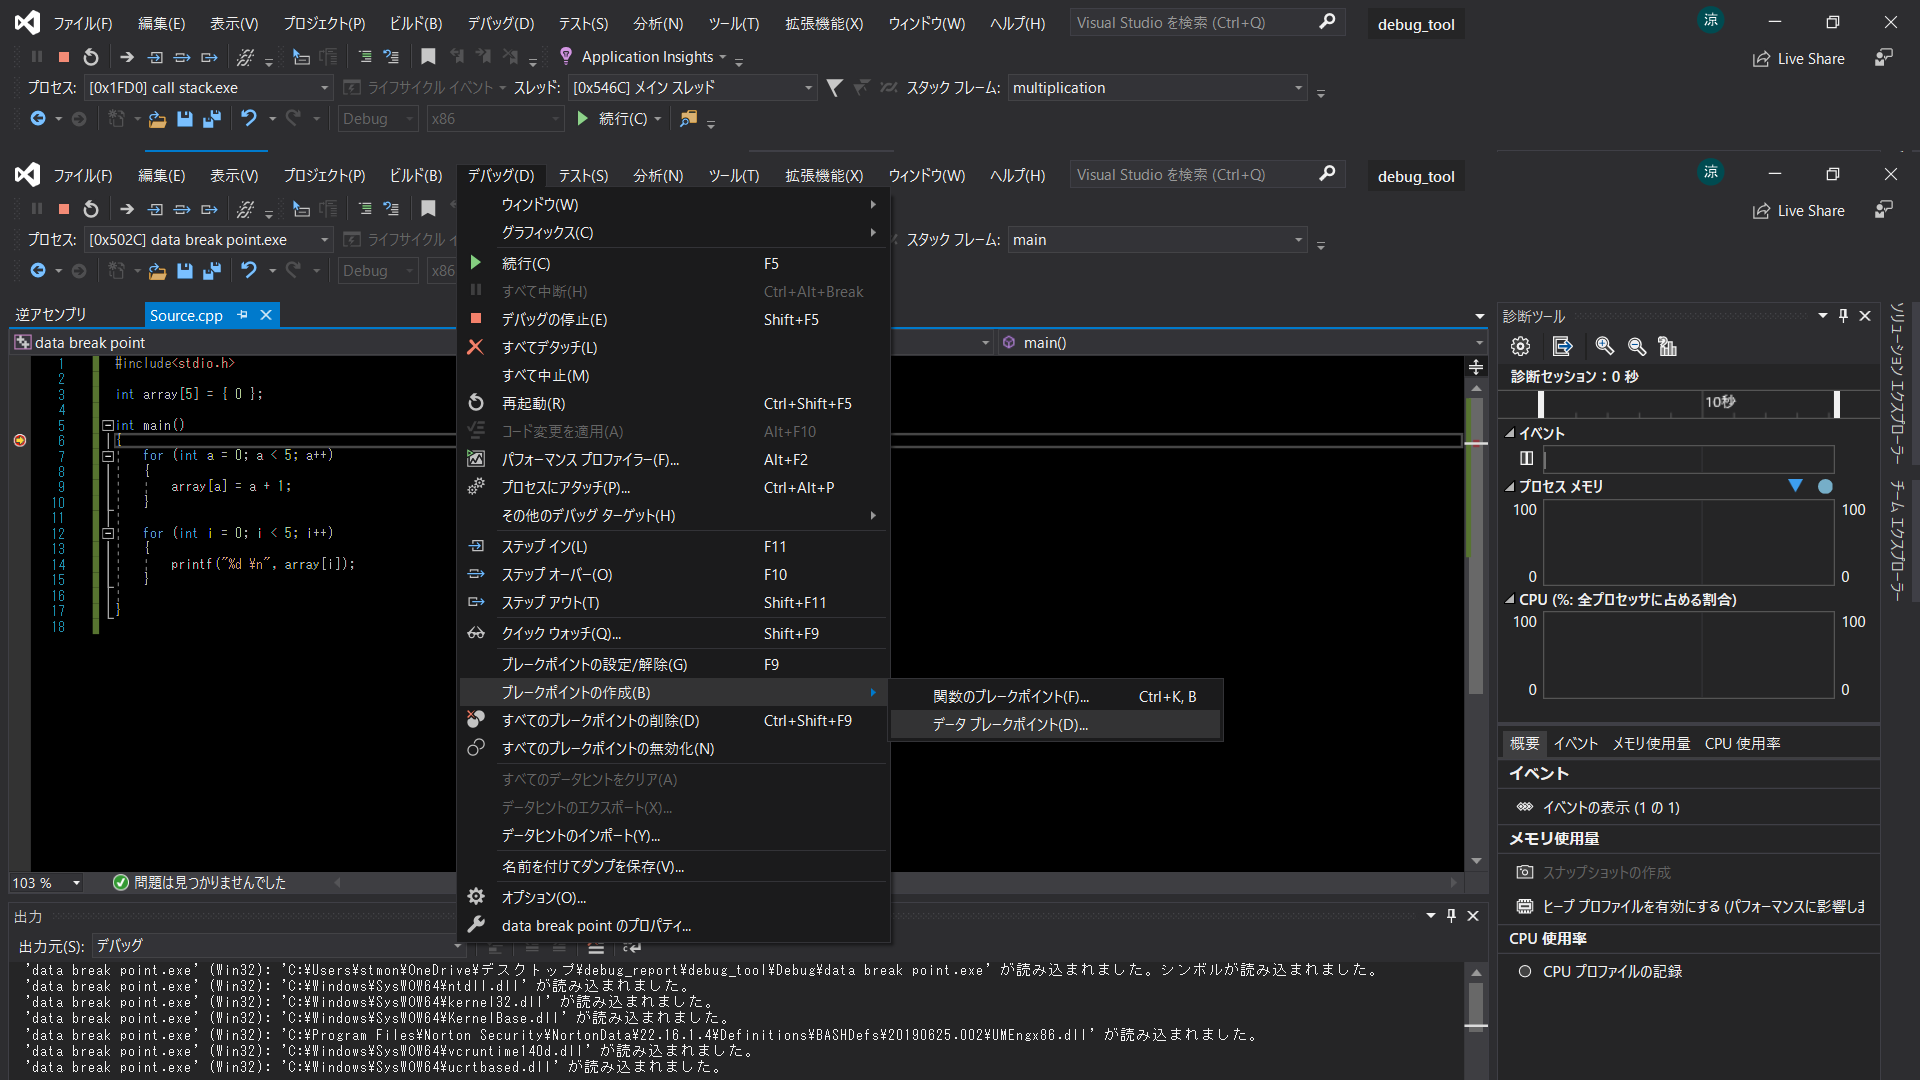 ファイル(F) 編集(E) 表示(V) プロジェクト(P) ビルド(B) デバッグ(D) テスト(S) 分析(N) ツール(T) 拡張機能(X) ウィンドウ(W) ヘルプ(H) Visual Studio を検索 (Ctrl+Q) debug_tool 涼
Application Insights Live Share
プロセス: [0x1FD0] call stack.exe ライフサイクル イベント スレッド: [0x546C] メイン スレッド スタック フレーム: multiplication
Debug x86 続行(C)
ファイル(F) 編集(E) 表示(V) プロジェクト(P) ビルド(B) デバッグ(D) テスト(S) 分析(N) ツール(T) 拡張機能(X) ウィンドウ(W) ヘルプ(H) Visual Studio を検索 (Ctrl+Q) debug_tool 涼
Live Share
プロセス: [0x502C] data break point.exe ライフサイクル イ スタック フレーム: main
Debug x86
逆アセンブリ Source.cpp
data break point main()
1 #include<stdio.h>
2
3 int array[5] = { 0 };
4
5 int main()
6 {
7 for (int a = 0; a < 5; a++)
8 {
9 array[a] = a + 1;
10 }
11
12 for (int i = 0; i < 5; i++)
13 {
14 printf("%d ¥n", array[i]);
15 }
16
17 }
18
ウィンドウ(W)
グラフィックス(C)
続行(C) F5
すべて中断(H) Ctrl+Alt+Break
デバッグの停止(E) Shift+F5
すべてデタッチ(L)
すべて中止(M)
再起動(R) Ctrl+Shift+F5
コード変更を適用(A) Alt+F10
パフォーマンス プロファイラー(F)... Alt+F2
プロセスにアタッチ(P)... Ctrl+Alt+P
その他のデバッグ ターゲット(H)
ステップ イン(L) F11
ステップ オーバー(O) F10
ステップ アウト(T) Shift+F11
クイック ウォッチ(Q)... Shift+F9
ブレークポイントの設定/解除(G) F9
ブレークポイントの作成(B)
すべてのブレークポイントの削除(D) Ctrl+Shift+F9
すべてのブレークポイントの無効化(N)
すべてのデータヒントをクリア(A)
データヒントのエクスポート(X)...
データヒントのインポート(Y)...
名前を付けてダンプを保存(V)...
オプション(O)...
data break point のプロパティ...
関数のブレークポイント(F)... Ctrl+K, B
データ ブレークポイント(D)...
診断ツール
診断セッション：0 秒
10秒
イベント
プロセス メモリ
100 100
0 0
CPU (%: 全プロセッサに占める割合)
100 100
0 0
概要 イベント メモリ使用量 CPU 使用率
イベント
イベントの表示 (1 の 1)
メモリ使用量
スナップショットの作成
ヒープ プロファイルを有効にする (パフォーマンスに影響しま
CPU 使用率
CPU プロファイルの記録
ソリューション エクスプローラー
チーム エクスプローラー
103 % 問題は見つかりませんでした
出力
出力元(S): デバッグ
'data break point.exe' (Win32): 'C:¥Users¥stmon¥OneDrive¥デスクトップ¥debug_report¥debug_tool¥Debug¥data break point.exe' が読み込まれました。シンボルが読み込まれました。
'data break point.exe' (Win32): 'C:¥Windows¥SysWOW64¥ntdll.dll' が読み込まれました。
'data break point.exe' (Win32): 'C:¥Windows¥SysWOW64¥kernel32.dll' が読み込まれました。
'data break point.exe' (Win32): 'C:¥Windows¥SysWOW64¥KernelBase.dll' が読み込まれました。
'data break point.exe' (Win32): 'C:¥Program Files¥Norton Security¥NortonData¥22.16.1.4¥Definitions¥BASHDefs¥20190625.002¥UMEngx86.dll' が読み込まれました。
'data break point.exe' (Win32): 'C:¥Windows¥SysWOW64¥vcruntime140d.dll' が読み込まれました。
'data break point.exe' (Win32): 'C:¥Windows¥SysWOW64¥ucrtbased.dll' が読み込まれました。